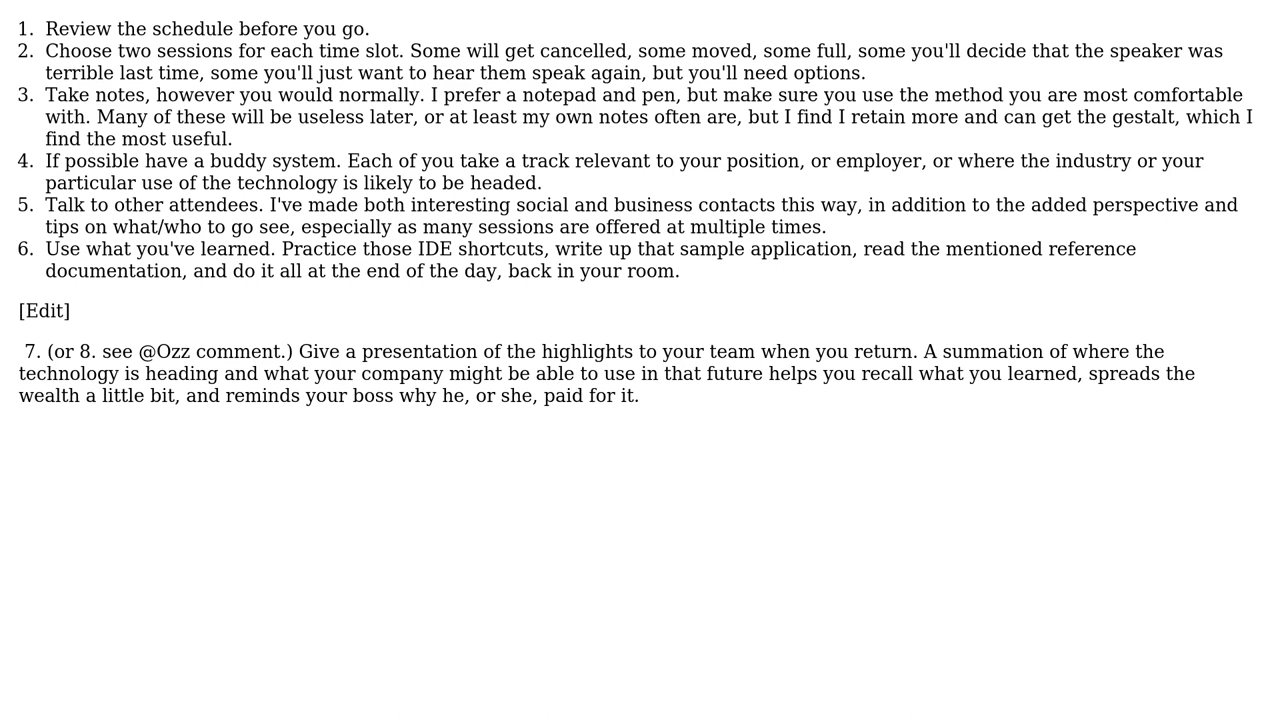 1. Review the schedule before you go.
2. Choose two sessions for each time slot. Some will get cancelled, some moved, some full, some you'll decide that the speaker was
terrible last time, some you'll just want to hear them speak again, but you'll need options.
3. Take notes, however you would normally. I prefer a notepad and pen, but make sure you use the method you are most comfortable
with. Many of these will be useless later, or at least my own notes often are, but I find I retain more and can get the gestalt, which I
find the most useful.
4. If possible have a buddy system. Each of you take a track relevant to your position, or employer, or where the industry or your
particular use of the technology is likely to be headed.
5. Talk to other attendees. I've made both interesting social and business contacts this way, in addition to the added perspective and
tips on what/who to go see, especially as many sessions are offered at multiple times.
6. Use what you've learned. Practice those IDE shortcuts, write up that sample application, read the mentioned reference
documentation, and do it all at the end of the day, back in your room.
[Edit]
7. (or 8. see @Ozz comment.) Give a presentation of the highlights to your team when you return. A summation of where the
technology is heading and what your company might be able to use in that future helps you recall what you learned, spreads the
wealth a little bit, and reminds your boss why he, or she, paid for it.